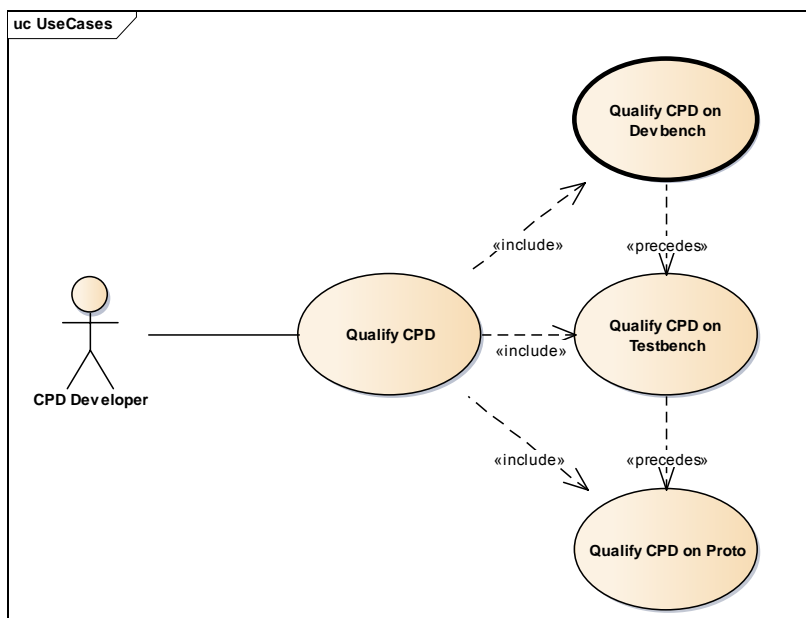 uc UseCases
Qualify CPD on
Devbench
«include»
«precedes»
CPD Developer
Qualify CPD
«include»
Qualify CPD on
Testbench
«include»
«precedes»
Qualify CPD on Proto